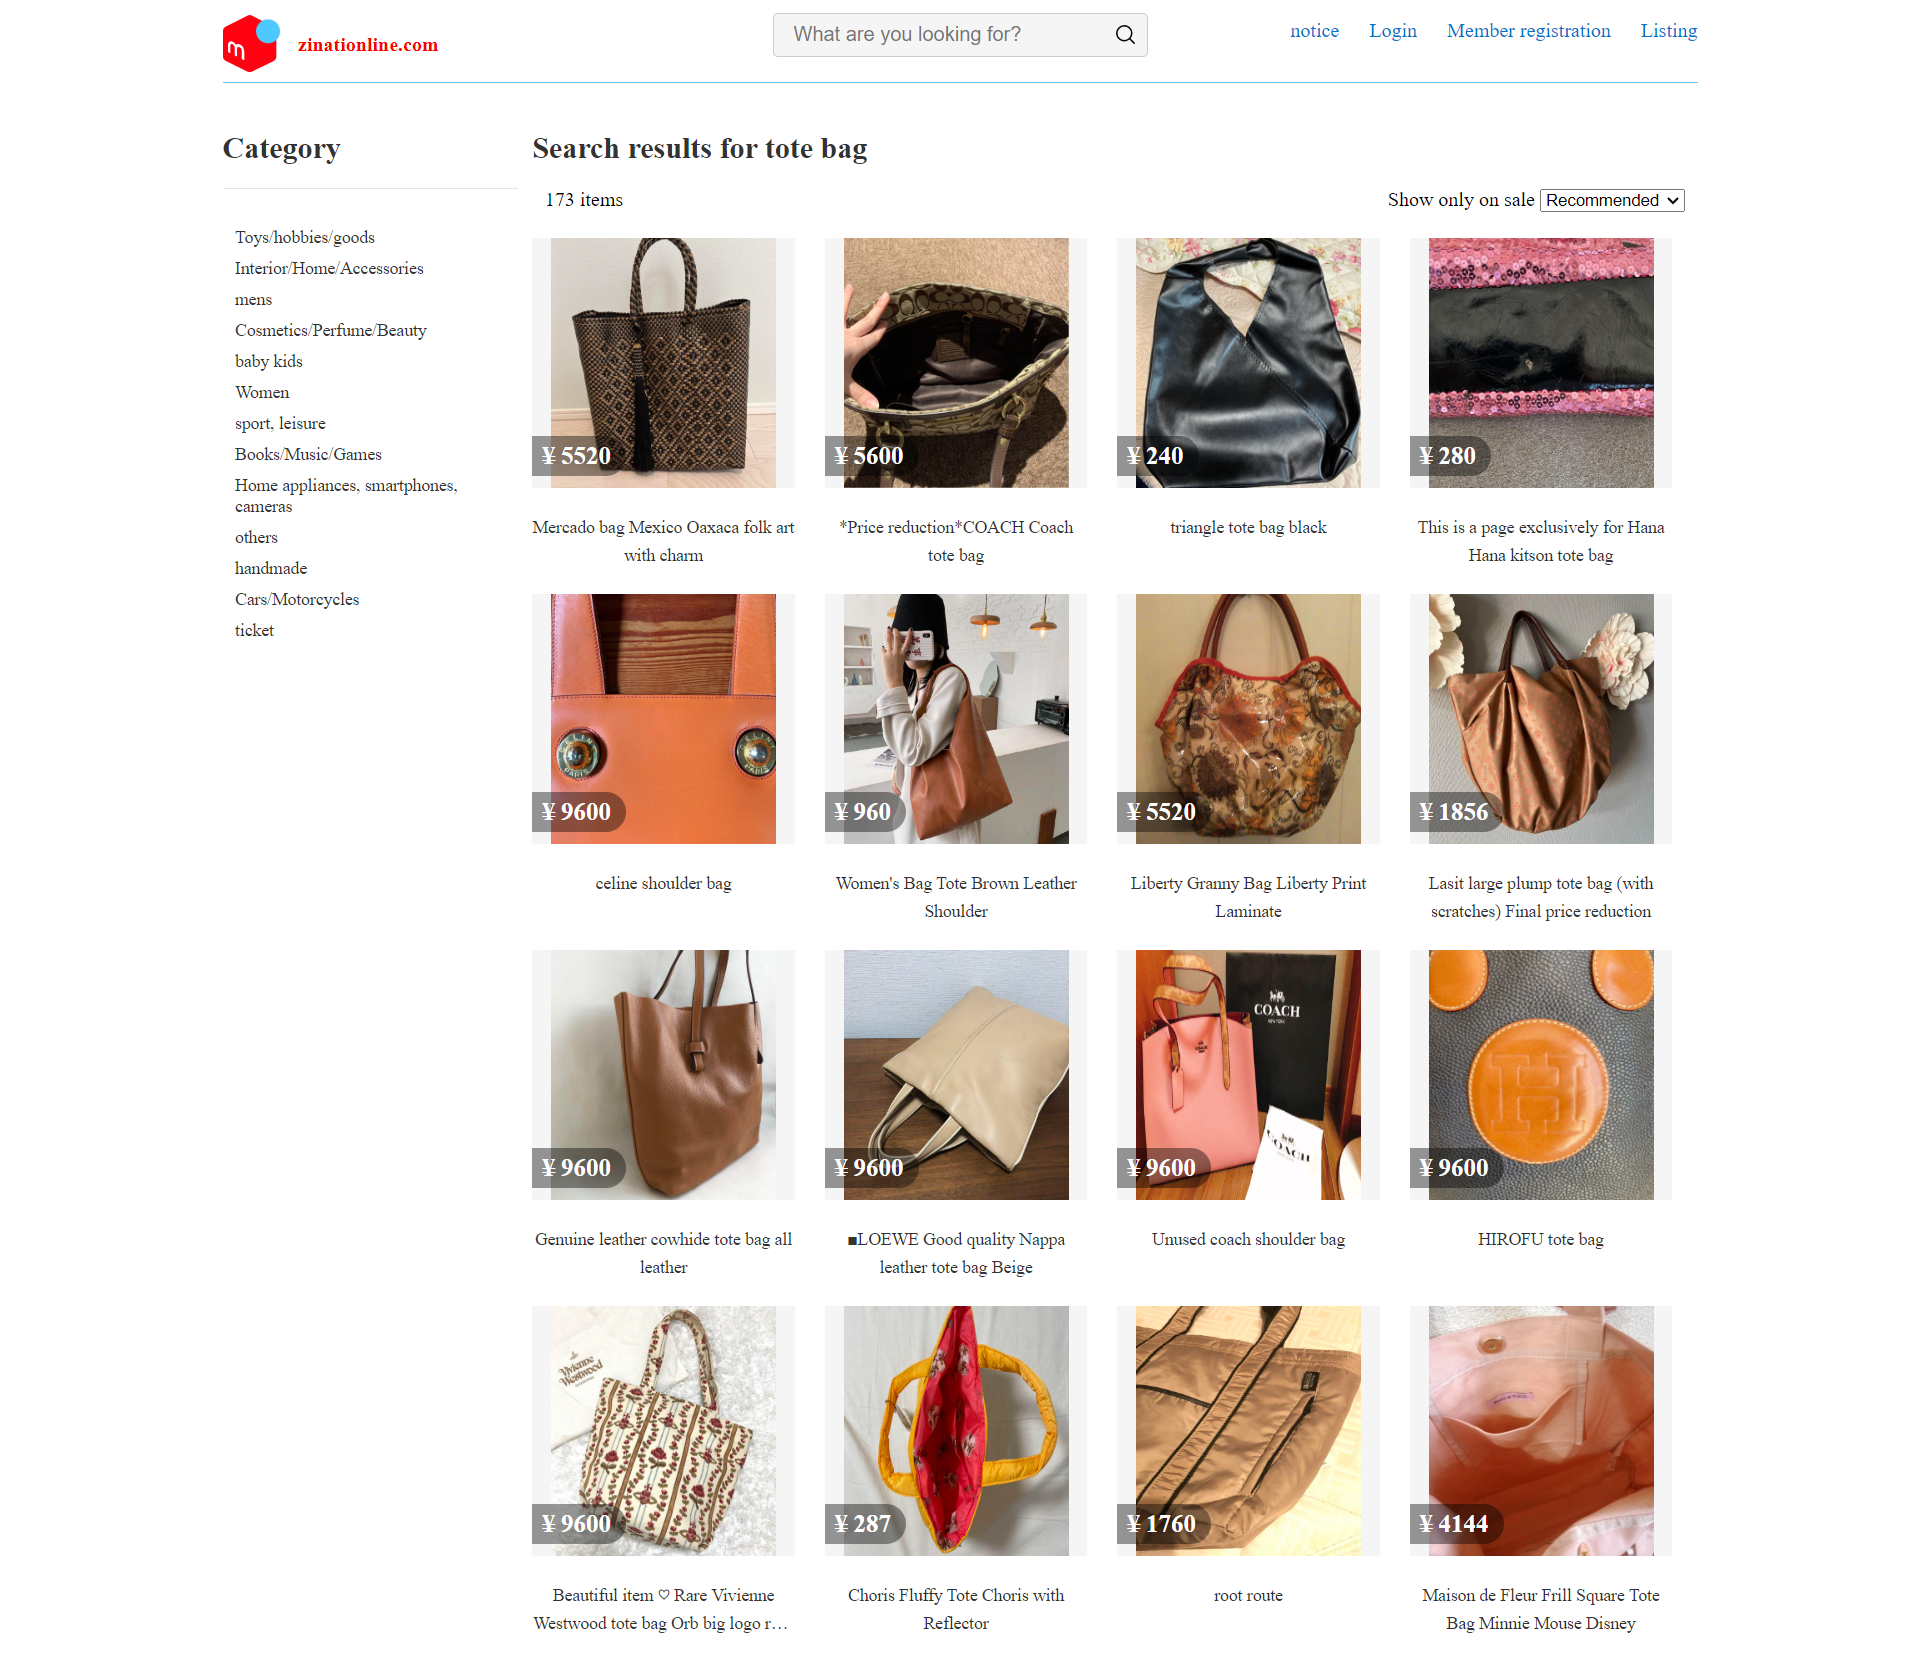 m
zinationline.com
What are you looking for?
notice
Login
Member registration
Listing
Category
Toys/hobbies/goods
Interior/Home/Accessories
mens
Cosmetics/Perfume/Beauty
baby kids
Women
sport, leisure
Books/Music/Games
Home appliances, smartphones,
cameras
others
handmade
Cars/Motorcycles
ticket
Search results for tote bag
173 items
Show only on sale
Recommended
¥ 5520
Mercado bag Mexico Oaxaca folk art
with charm
¥ 5600
*Price reduction*COACH Coach
tote bag
¥ 240
triangle tote bag black
¥ 280
This is a page exclusively for Hana
Hana kitson tote bag
PARIS
¥ 9600
celine shoulder bag
¥ 960
Women's Bag Tote Brown Leather
Shoulder
¥ 5520
Liberty Granny Bag Liberty Print
Laminate
¥ 1856
Lasit large plump tote bag (with
scratches) Final price reduction
¥ 9600
Genuine leather cowhide tote bag all
leather
¥ 9600
■LOEWE Good quality Nappa
leather tote bag Beige
COACH
NEW YORK
COACH
COACH
¥ 9600
Unused coach shoulder bag
H
¥ 9600
HIROFU tote bag
Vivienne
Westwood
¥ 9600
Beautiful item ♡ Rare Vivienne
Westwood tote bag Orb big logo r…
¥ 287
Choris Fluffy Tote Choris with
Reflector
¥ 1760
root route
¥ 4144
Maison de Fleur Frill Square Tote
Bag Minnie Mouse Disney